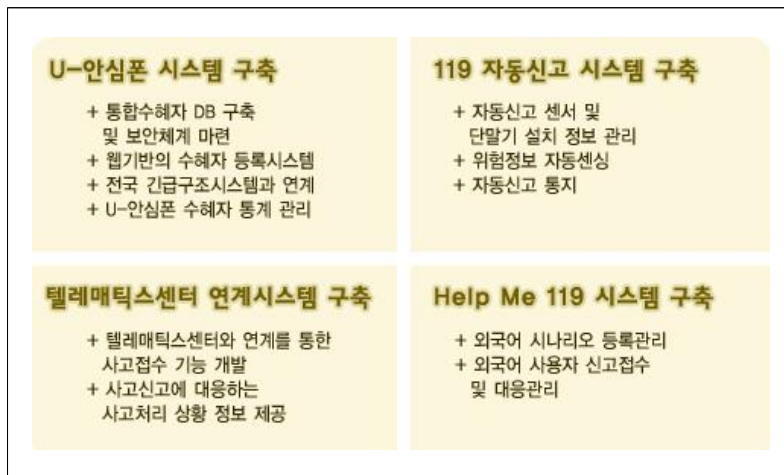 U-안심폰 시스템 구축
+ 통합수혜자 DB 구축
및 보안체계 마련
+ 웹기반의 수혜자 등록시스템
+ 전국 긴급구조시스템과 연계
+ U-안심폰 수혜자 통계 관리
119 자동신고 시스템 구축
+ 자동신고 센서 및
단말기 설치 정보 관리
+ 위험정보 자동센싱
+ 자동신고 통지
텔레매틱스센터 연계시스템 구축
+ 텔레매틱스센터와 연계를 통한
사고접수 기능 개발
+ 사고신고에 대응하는
사고처리 상황 정보 제공
Help Me 119 시스템 구축
+ 외국어 시나리오 등록관리
+ 외국어 사용자 신고접수
및 대응관리